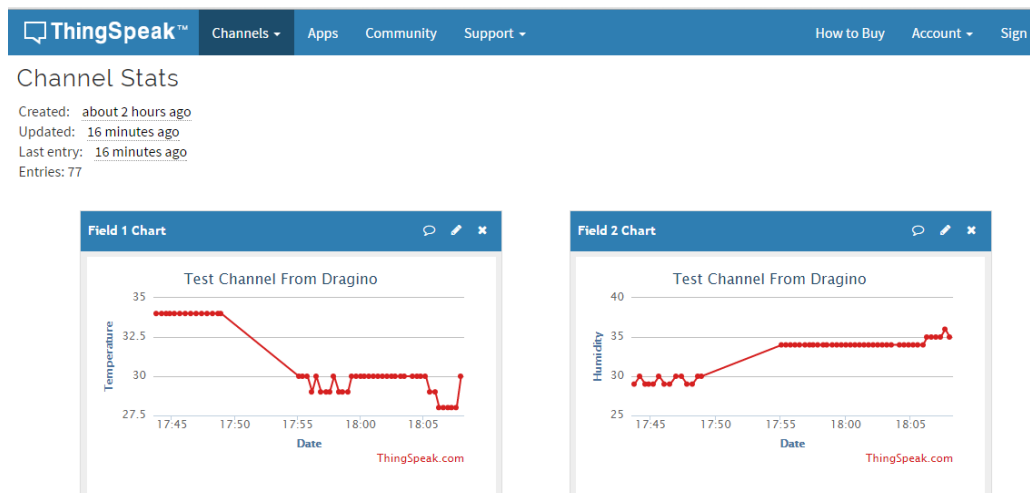 ThingSpeak™ Channels Apps Community Support How to Buy Account Sign
Channel Stats
Created: about 2 hours ago
Updated: 16 minutes ago
Last entry: 16 minutes ago
Entries: 77
Field 1 Chart
Test Channel From Dragino
35
32.5
30
27.5
Temperature
17:45 17:50 17:55 18:00 18:05
Date
ThingSpeak.com
Field 2 Chart
Test Channel From Dragino
40
35
30
25
Humidity
17:45 17:50 17:55 18:00 18:05
Date
ThingSpeak.com